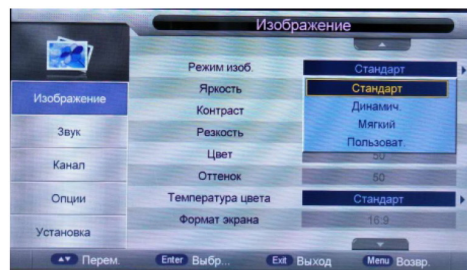 Изображение
Режим изоб. Стандарт
Изображение Яркость Стандарт
Контраст Динамич.
Звук Резкость Мягкий
Цвет Пользоват.
50
Канал Оттенок 50
Опции Температура цвета Стандарт
Формат экрана 16:9
Установка
Перем. Enter Выбр... Exit Выход Menu Возвр.